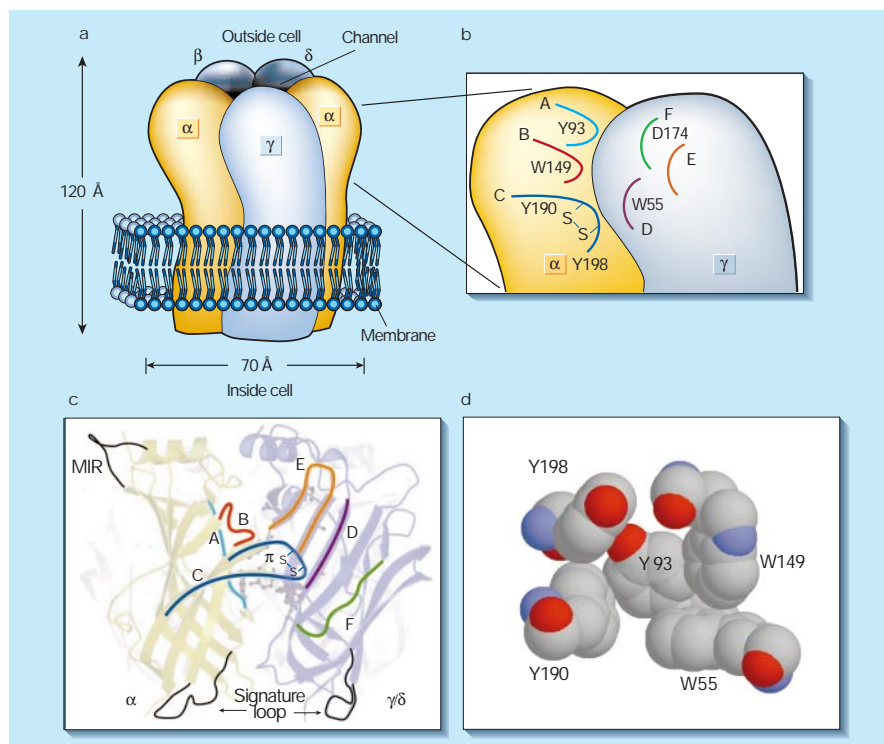 a
Outside cell
Channel
β
δ
α
α
γ
120 Å
Membrane
70 Å
Inside cell
b
A
Y93
B
W149
C
Y190
S
S
α
Y198
F
D174
E
W55
D
γ
c
MIR
E
B
A
D
π
S
S
C
F
α
Signature
loop
γ/δ
d
Y198
Y93
W149
Y190
W55